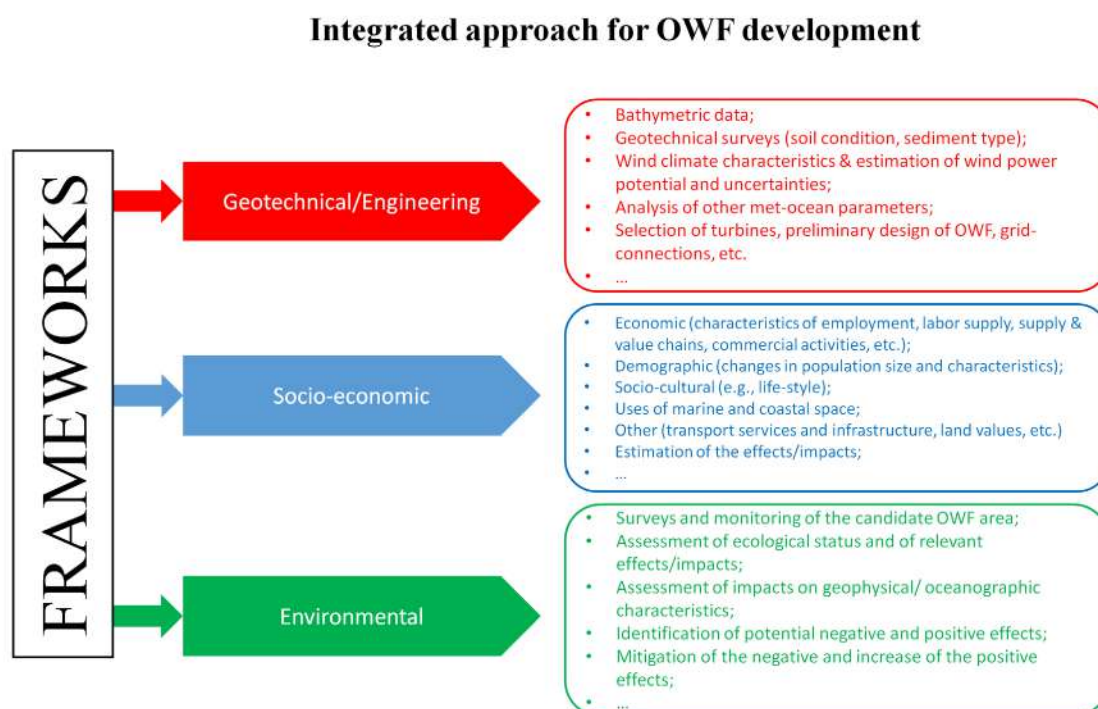 Integrated approach for OWF development
FRAMEWORKS
Geotechnical/Engineering
• Bathymetric data;
• Geotechnical surveys (soil condition, sediment type);
• Wind climate characteristics & estimation of wind power
potential and uncertainties;
• Analysis of other met-ocean parameters;
• Selection of turbines, preliminary design of OWF, grid-
connections, etc.
• ...
Socio-economic
• Economic (characteristics of employment, labor supply, supply &
value chains, commercial activities, etc.);
• Demographic (changes in population size and characteristics);
• Socio-cultural (e.g., life-style);
• Uses of marine and coastal space;
• Other (transport services and infrastructure, land values, etc.)
• Estimation of the effects/impacts;
• ...
Environmental
• Surveys and monitoring of the candidate OWF area;
• Assessment of ecological status and of relevant
effects/impacts;
• Assessment of impacts on geophysical/ oceanographic
characteristics;
• Identification of potential negative and positive effects;
• Mitigation of the negative and increase of the positive
effects;
• ...